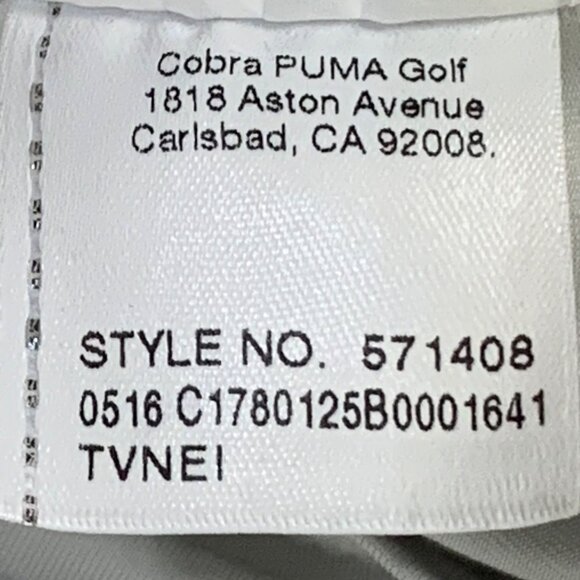 Cobra PUMA Golf
1818 Aston Avenue
Carlsbad, CA 92008.
STYLE NO. 571408
0516 C1780125B0001641
TVNEI